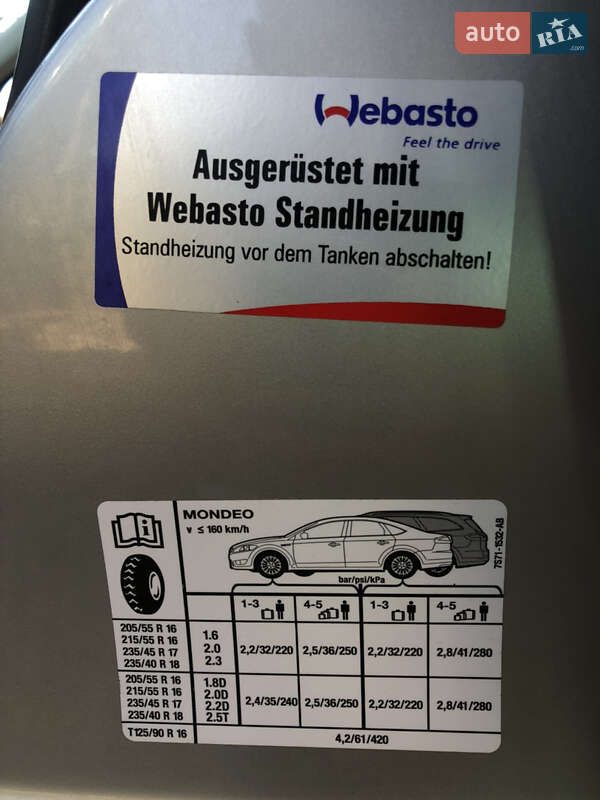 auto RIA .com
Webasto
Feel the drive
Ausgerüstet mit
Webasto Standheizung
Standheizung vor dem Tanken abschalten!
MONDEO
v ≤ 160 km/h
7S71-1532-AB
bar/psi/kPa
1-3 4-5 1-3 4-5
205/55 R 16
215/55 R 16
235/45 R 17
235/40 R 18
1.6
2.0
2.3
2,2/32/220 2,5/36/250 2,2/32/220 2,8/41/280
205/55 R 16
215/55 R 16
235/45 R 17
235/40 R 18
1.8D
2.0D
2.2D
2.5T
2,4/35/240 2,5/36/250 2,2/32/220 2,8/41/280
T125/90 R 16 4,2/61/420